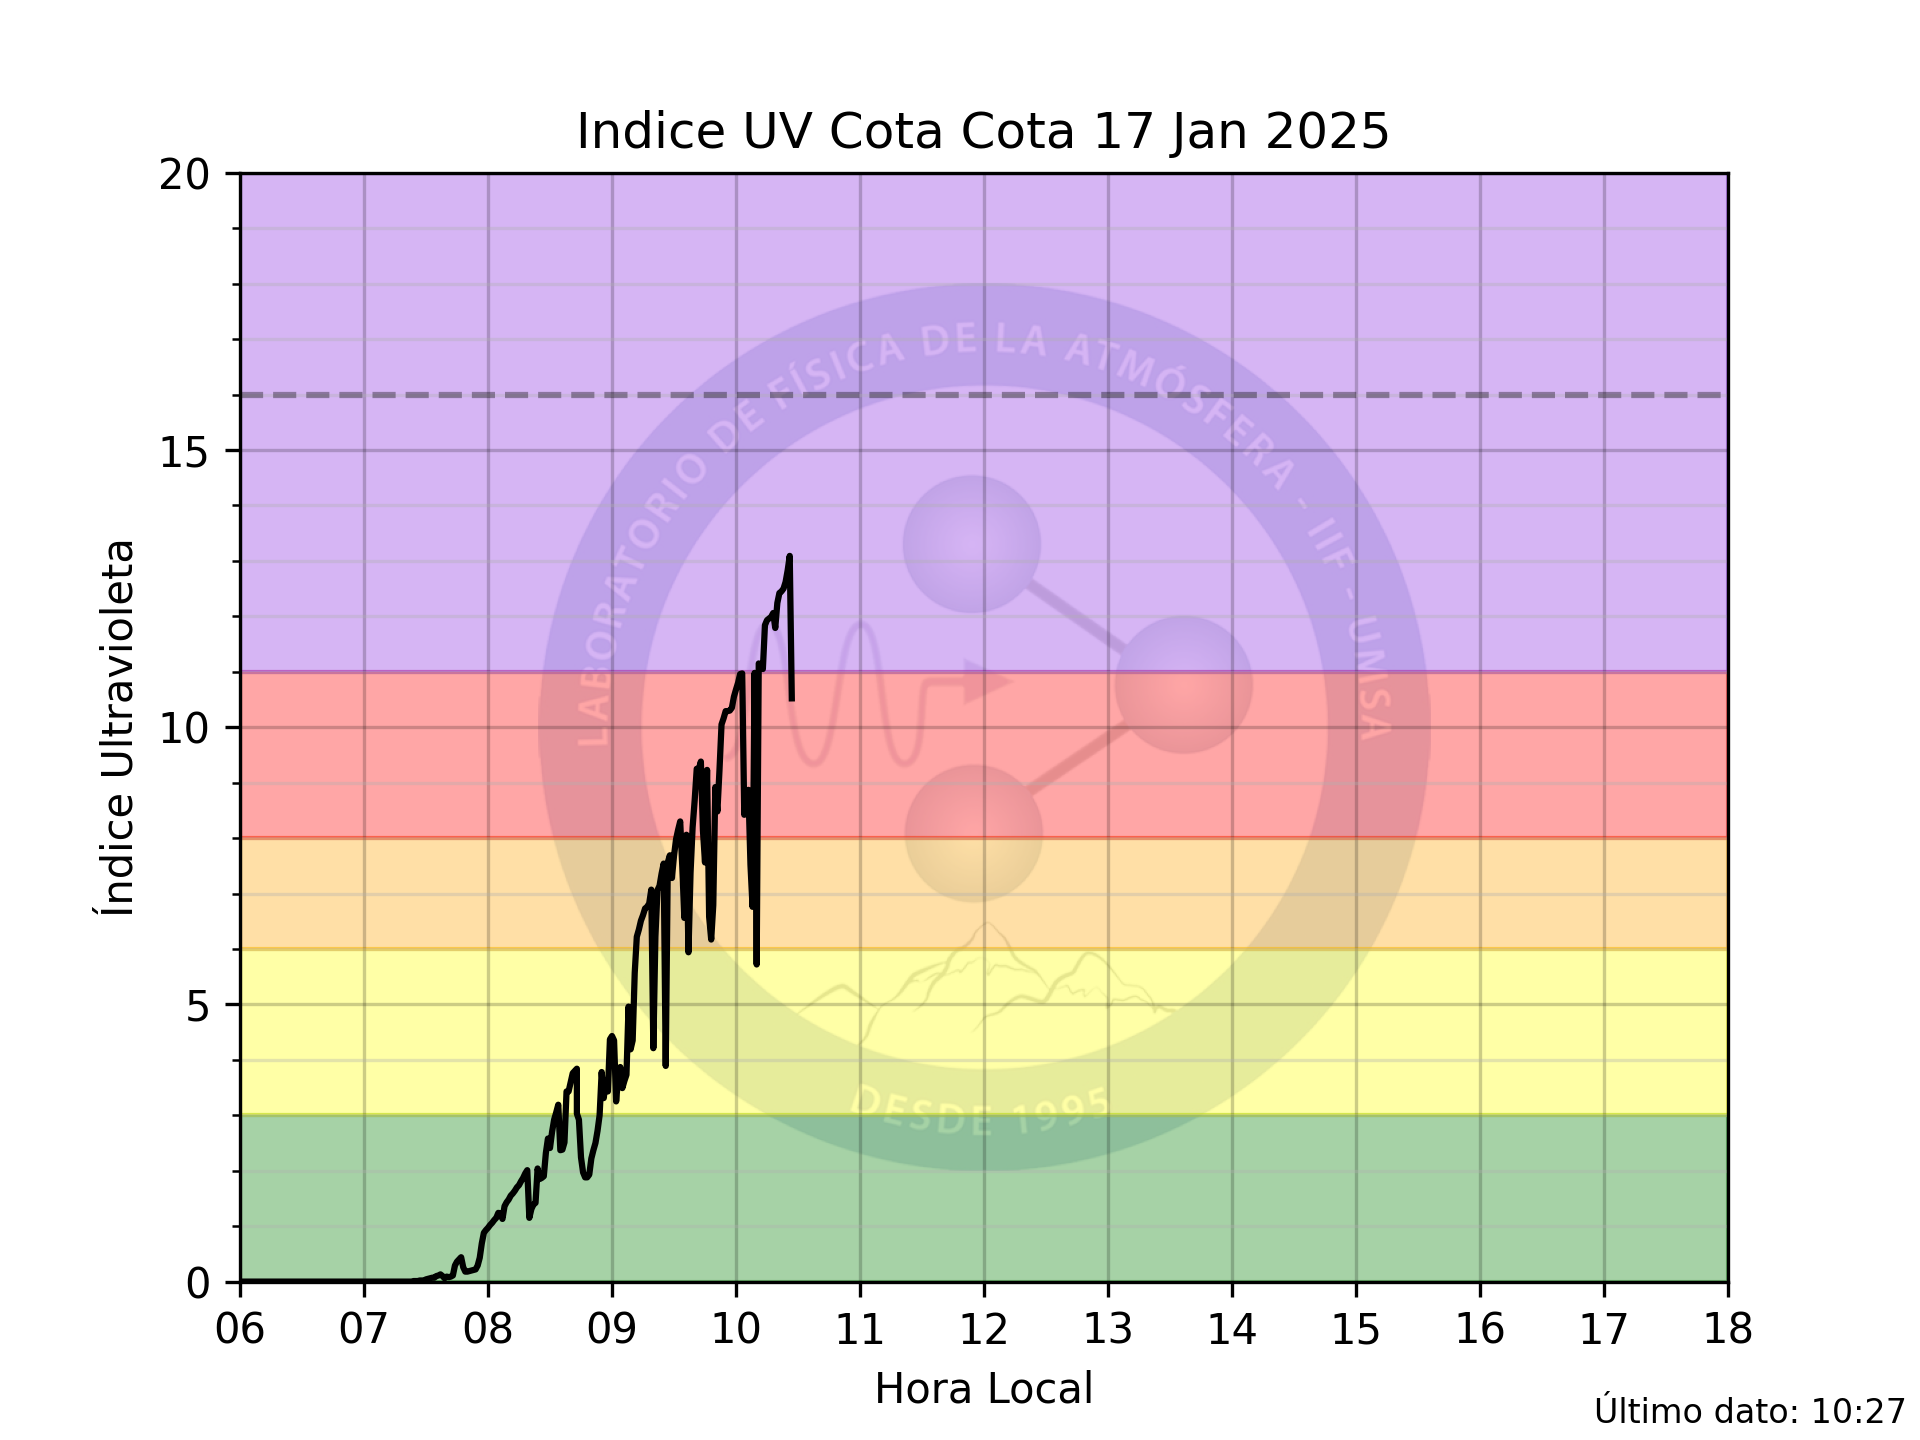 Indice UV Cota Cota 17 Jan 2025
20
15
10
5
0
Índice Ultravioleta
LABORATORIO DE FÍSICA DE LA ATMÓSFERA - IIF - UMSA
DESDE 1995
06 07 08 09 10 11 12 13 14 15 16 17 18
Hora Local
Último dato: 10:27